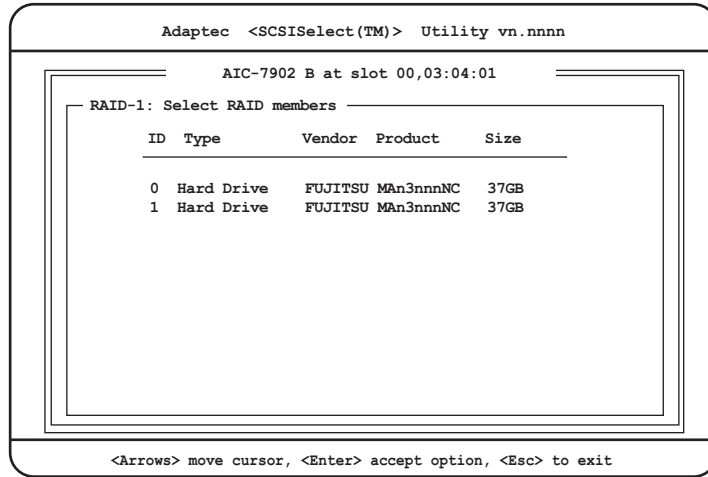 Adaptec <SCSISelect(TM)> Utility vn.nnnn
AIC-7902 B at slot 00,03:04:01
RAID-1: Select RAID members
ID Type Vendor Product Size
0 Hard Drive FUJITSU MAn3nnnNC 37GB
1 Hard Drive FUJITSU MAn3nnnNC 37GB
<Arrows> move cursor, <Enter> accept option, <Esc> to exit